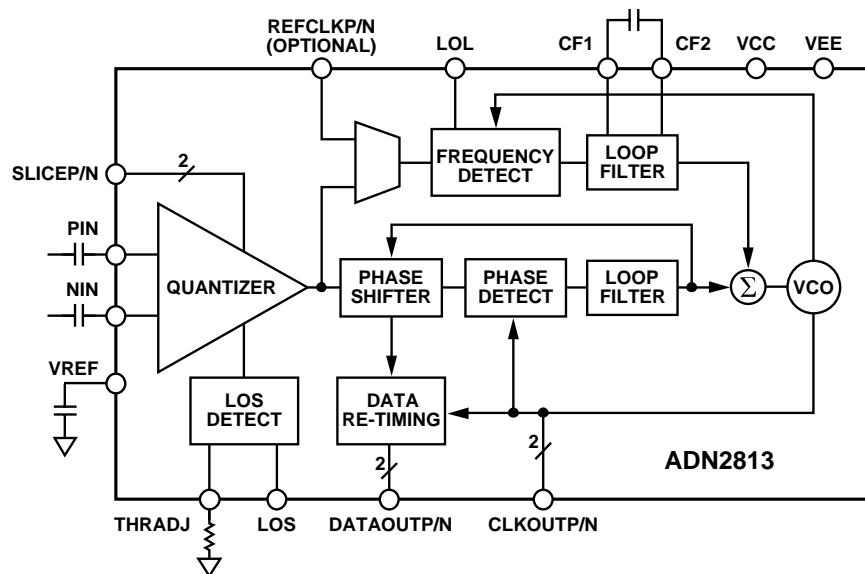 REFCLKP/N
(OPTIONAL)
LOL
CF1
CF2
VCC
VEE
SLICEP/N
2
FREQUENCY
DETECT
LOOP
FILTER
PIN
NIN
QUANTIZER
PHASE
SHIFTER
PHASE
DETECT
LOOP
FILTER
Σ
VCO
VREF
LOS
DETECT
DATA
RE-TIMING
2
2
ADN2813
THRADJ
LOS
DATAOUTP/N
CLKOUTP/N